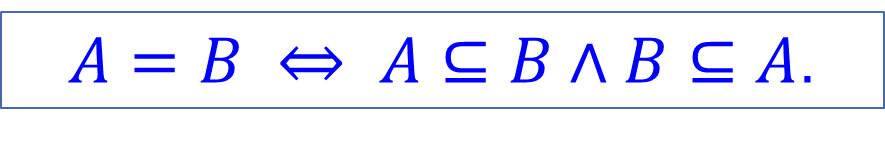 A = B ⇔ A ⊆ B ∧ B ⊆ A.